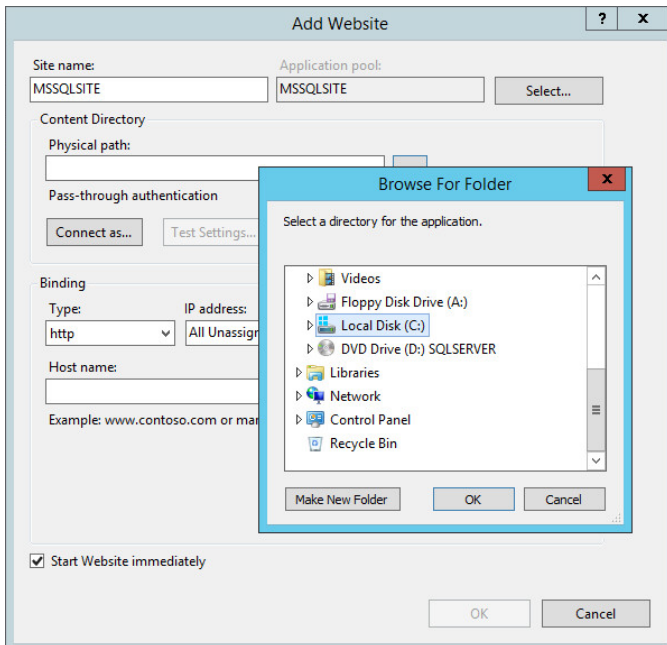 Add Website
? x
Site name:
Application pool:
MSSQLSITE
MSSQLSITE
Select...
Content Directory
Physical path:
Pass-through authentication
Connect as...
Test Settings...
Binding
Type:
IP address:
http
All Unassign
Host name:
Example: www.contoso.com or mar
Start Website immediately
OK
Cancel
Browse For Folder
x
Select a directory for the application.
Videos
Floppy Disk Drive (A:)
Local Disk (C:)
DVD Drive (D:) SQLSERVER
Libraries
Network
Control Panel
Recycle Bin
Make New Folder
OK
Cancel